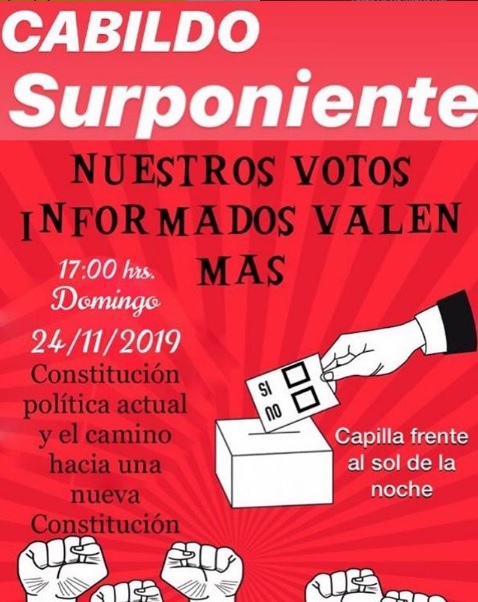 CABILDO
Surponiente
NUESTROS VOTOS
INFORMADOS VALEN
MAS
17:00 hrs.
Domingo
24/11/2019
Constitución
política actual
y el camino
hacia una
nueva
Constitución
SI
NO
Capilla frente
al sol de la
noche